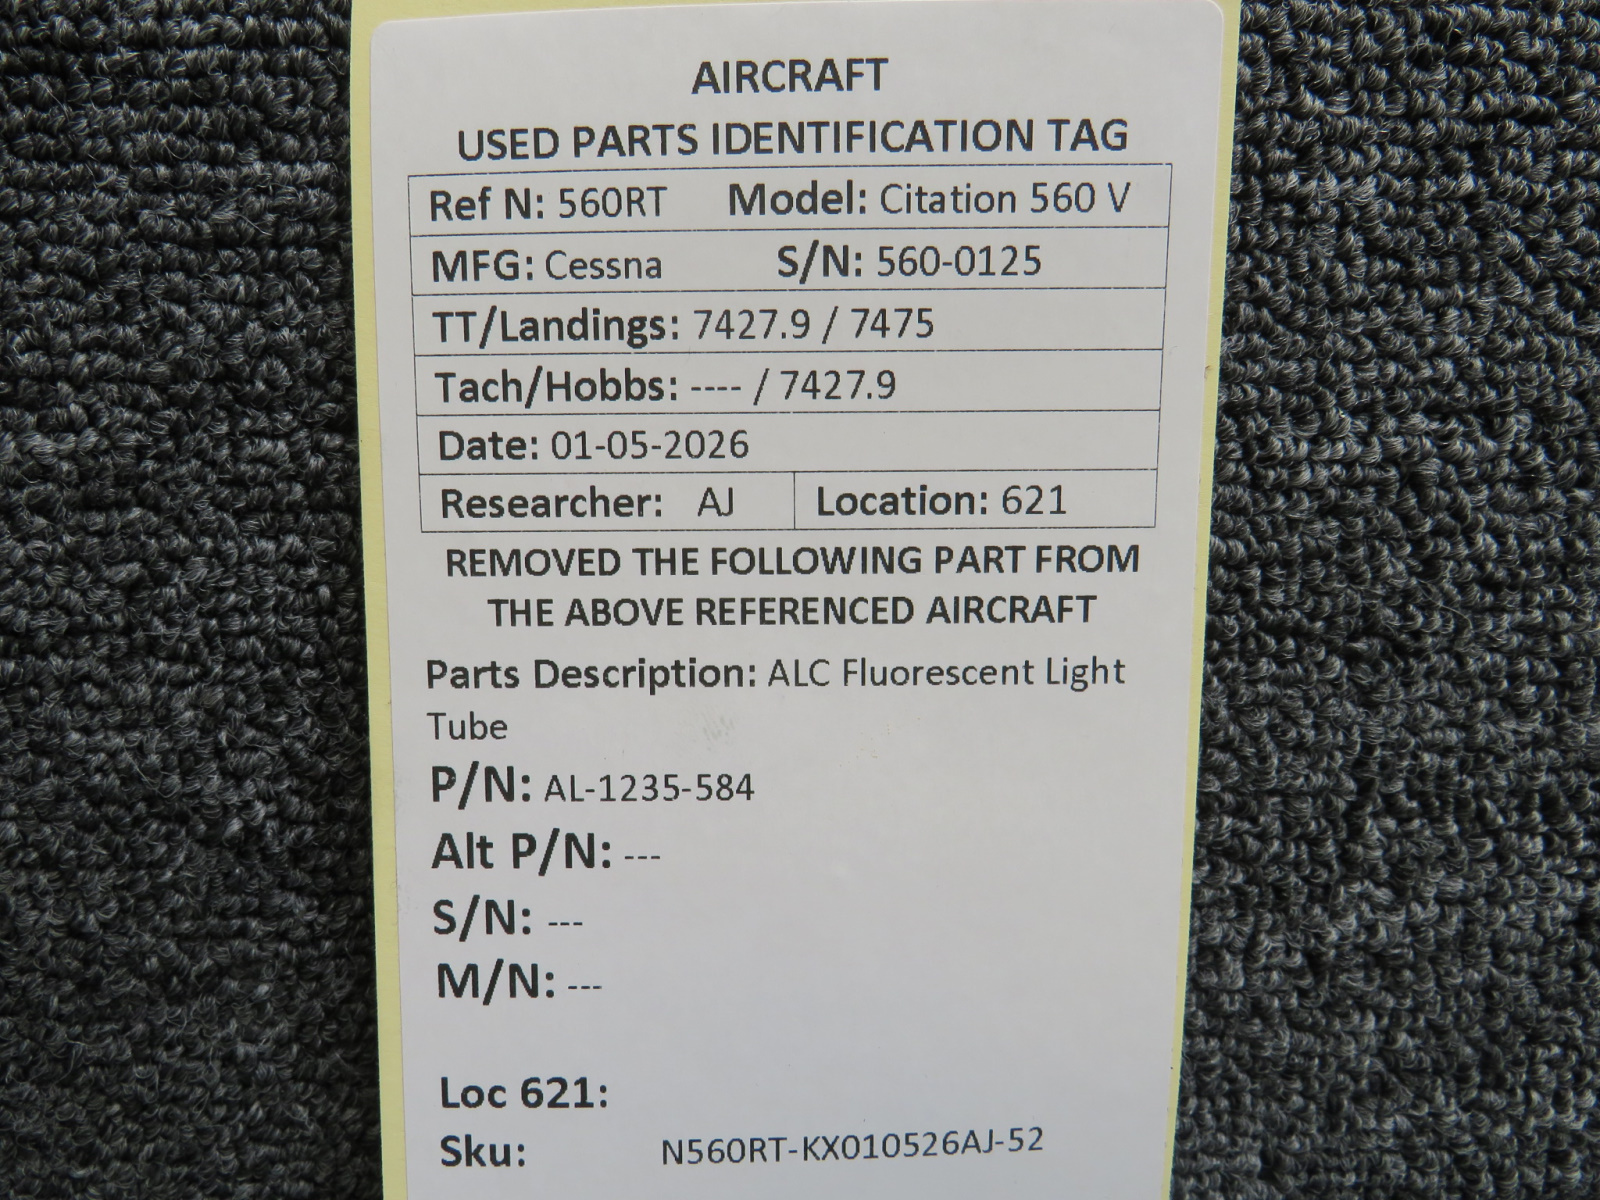 AIRCRAFT
USED PARTS IDENTIFICATION TAG
Ref N: 560RT Model: Citation 560 V
MFG: Cessna S/N: 560-0125
TT/Landings: 7427.9 / 7475
Tach/Hobbs: ---- / 7427.9
Date: 01-05-2026
Researcher: AJ Location: 621
REMOVED THE FOLLOWING PART FROM
THE ABOVE REFERENCED AIRCRAFT
Parts Description: ALC Fluorescent Light
Tube
P/N: AL-1235-584
Alt P/N: ---
S/N: ---
M/N: ---
Loc 621:
Sku: N560RT-KX010526AJ-52